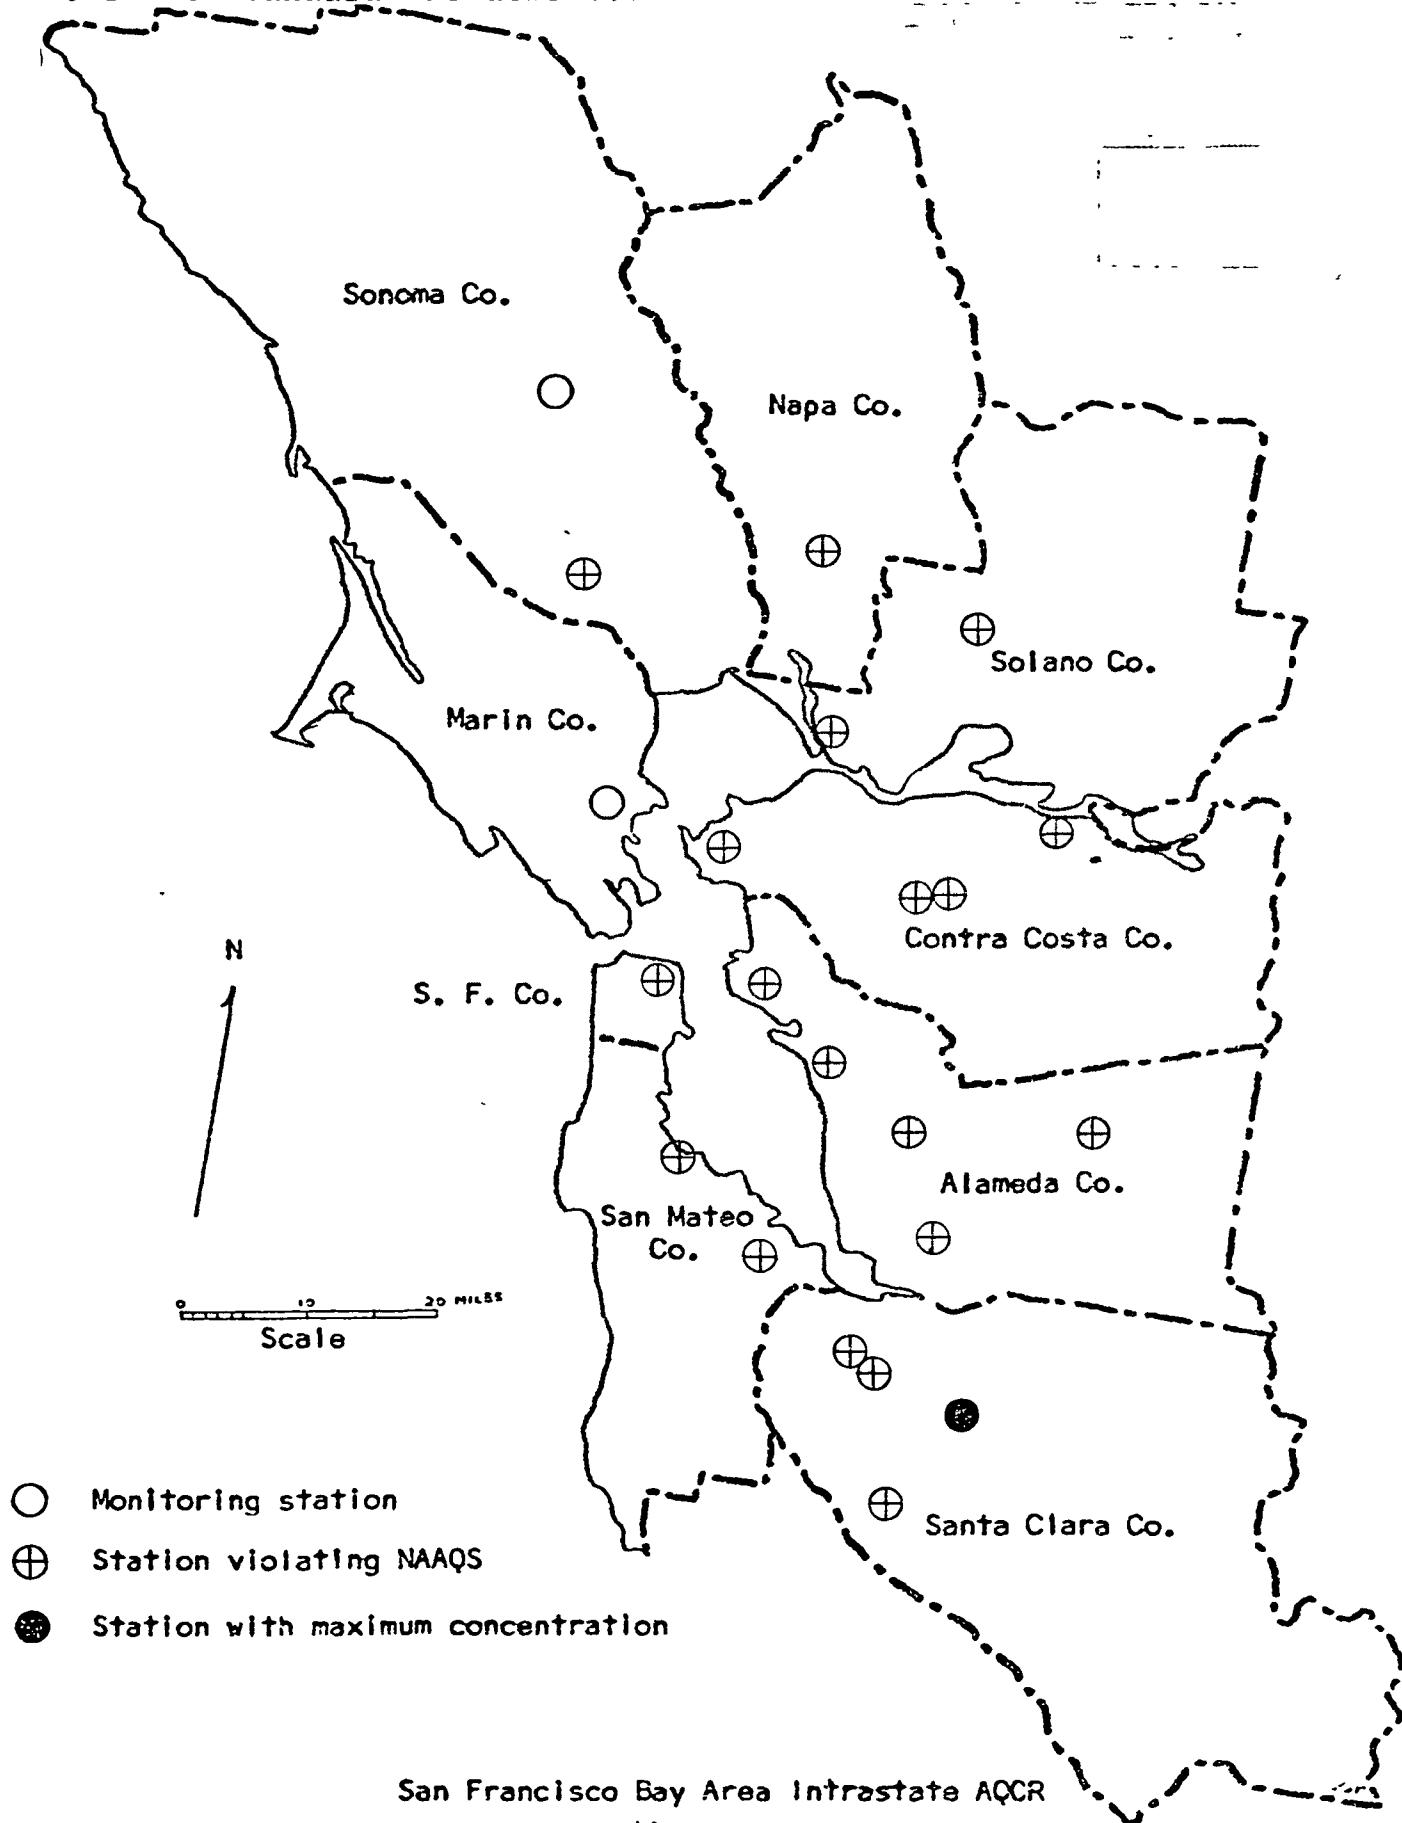 Sonoma Co.
Napa Co.
Solano Co.
Marin Co.
Contra Costa Co.
N
S. F. Co.
Alameda Co.
San Mateo
Co.
0 10 20 MILES
Scale
Monitoring station
Santa Clara Co.
Station violating NAAQS
Station with maximum concentration
San Francisco Bay Area Intrastate AQCR